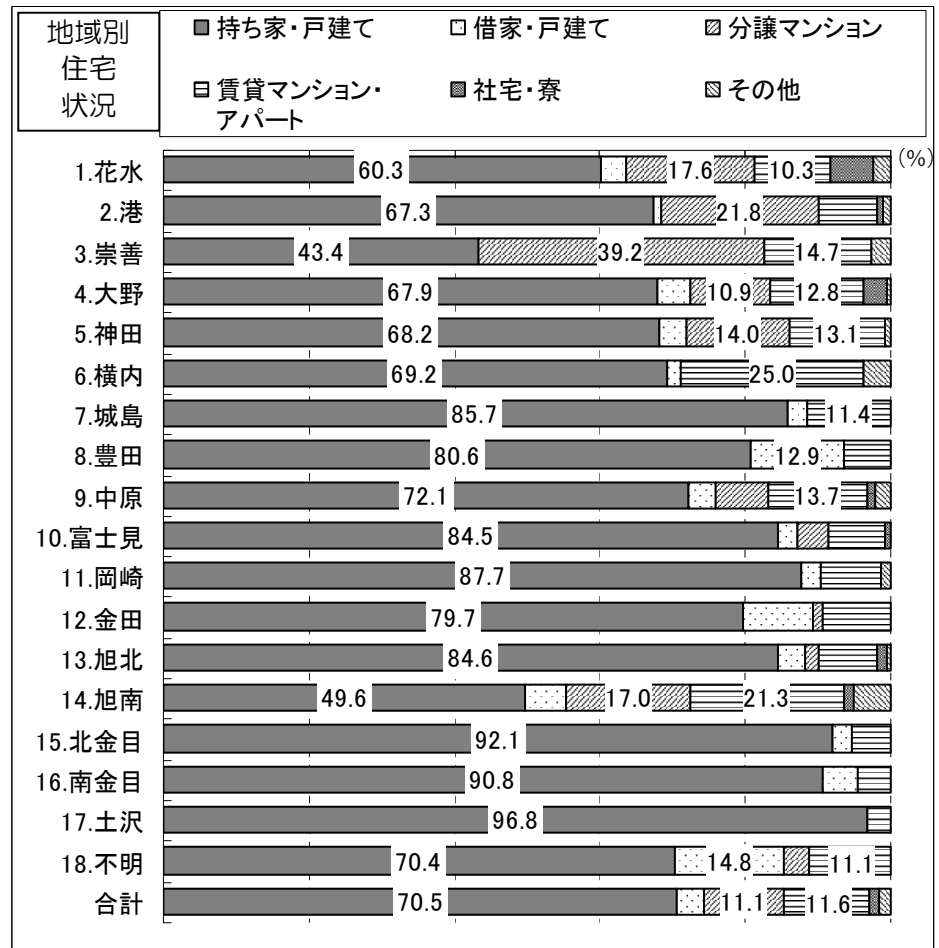 地域別
住宅
状況
持ち家・戸建て
借家・戸建て
分譲マンション
賃貸マンション・
アパート
社宅・寮
その他
(%)
1.花水 60.3 17.6 10.3
2.港 67.3 21.8
3.崇善 43.4 39.2 14.7
4.大野 67.9 10.9 12.8
5.神田 68.2 14.0 13.1
6.横内 69.2 25.0
7.城島 85.7 11.4
8.豊田 80.6 12.9
9.中原 72.1 13.7
10.富士見 84.5
11.岡崎 87.7
12.金田 79.7
13.旭北 84.6
14.旭南 49.6 17.0 21.3
15.北金目 92.1
16.南金目 90.8
17.土沢 96.8
18.不明 70.4 14.8 11.1
合計 70.5 11.1 11.6